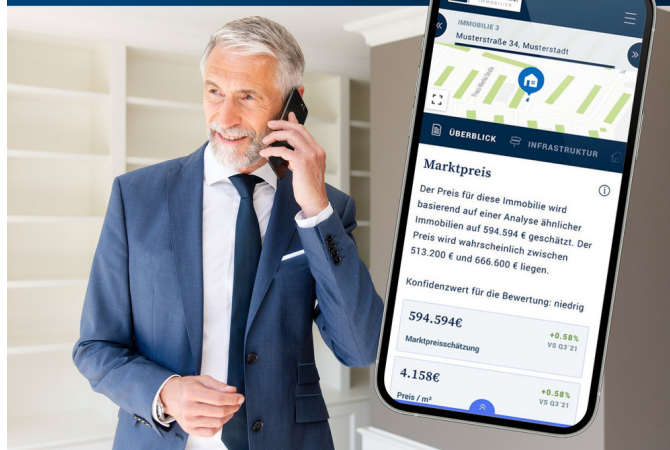 IMMOBILIEN
IMMOBILIE 3
Musterstraße 34, Musterstadt
ÜBERBLICK
INFRASTRUKTUR
Marktpreis
Der Preis für diese Immobilie wird
basierend auf einer Analyse ähnlicher
Immobilien auf 594.594 € geschätzt. Der
Preis wird wahrscheinlich zwischen
513.200 € und 666.600 € liegen.
Konfidenzwert für die Bewertung: niedrig
594.594€
+0.58%
Marktpreisschätzung
VS Q3'21
4.158€
+0.58%
Preis / m²
VS Q3'21